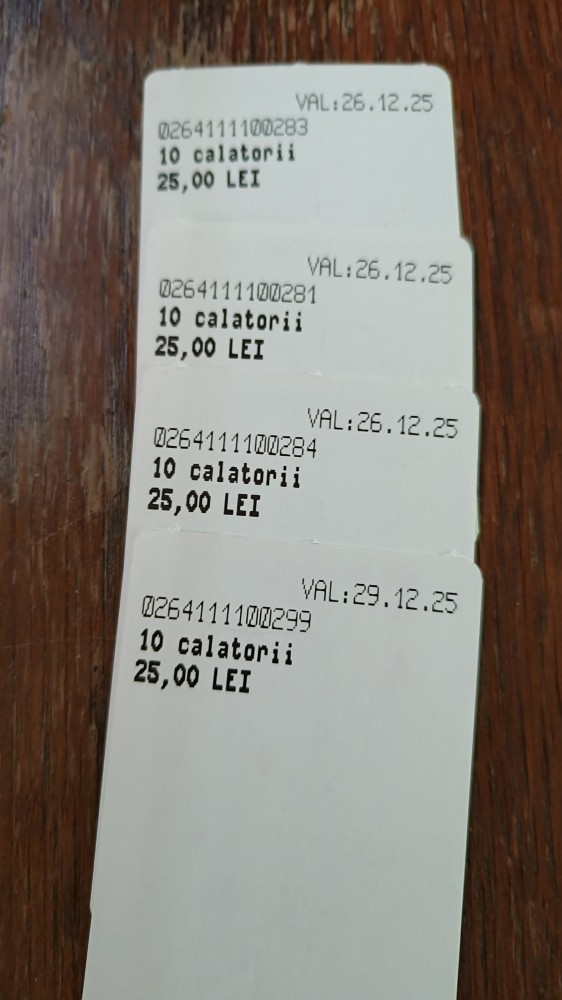 VAL:26.12.25
0264111100283
10 calatorii
25,00 LEI
VAL:26.12.25
0264111100281
10 calatorii
25,00 LEI
VAL:26.12.25
0264111100284
10 calatorii
25,00 LEI
VAL:29.12.25
0264111100299
10 calatorii
25,00 LEI